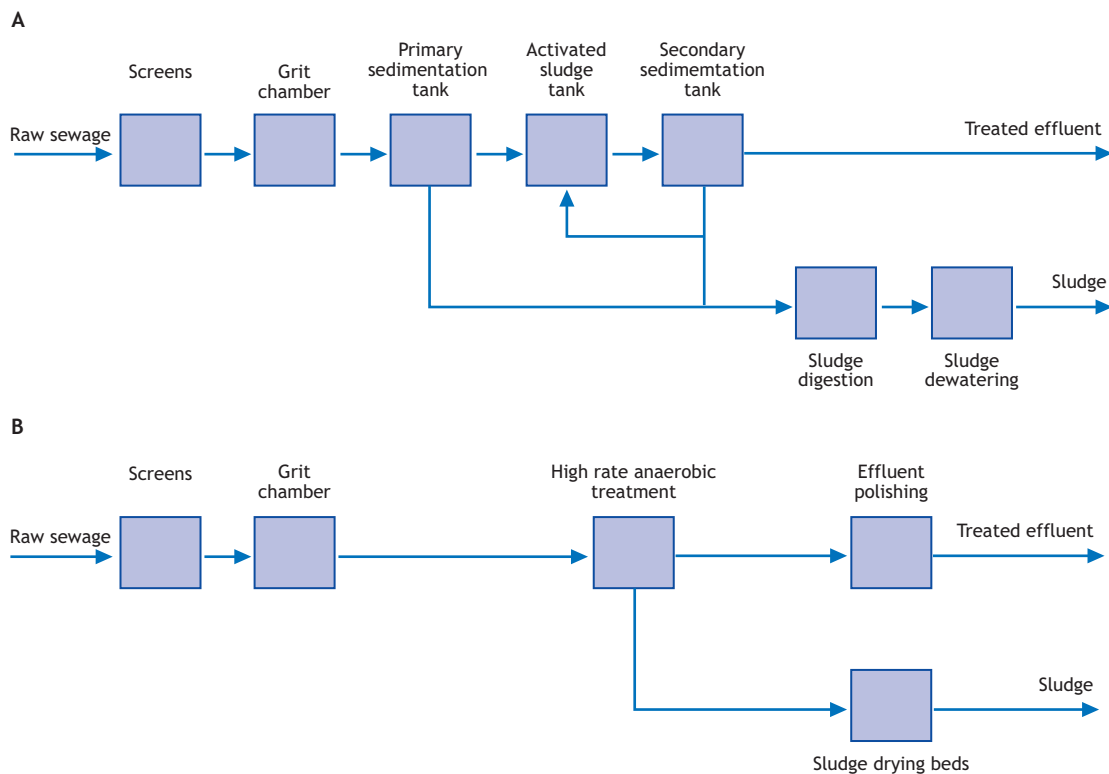 A
Screens
Grit
chamber
Primary
sedimentation
tank
Activated
sludge
tank
Secondary
sedimemtation
tank
Raw sewage
Treated effluent
Sludge
Sludge
digestion
Sludge
dewatering
B
Screens
Grit
chamber
High rate anaerobic
treatment
Effluent
polishing
Raw sewage
Treated effluent
Sludge
Sludge drying beds